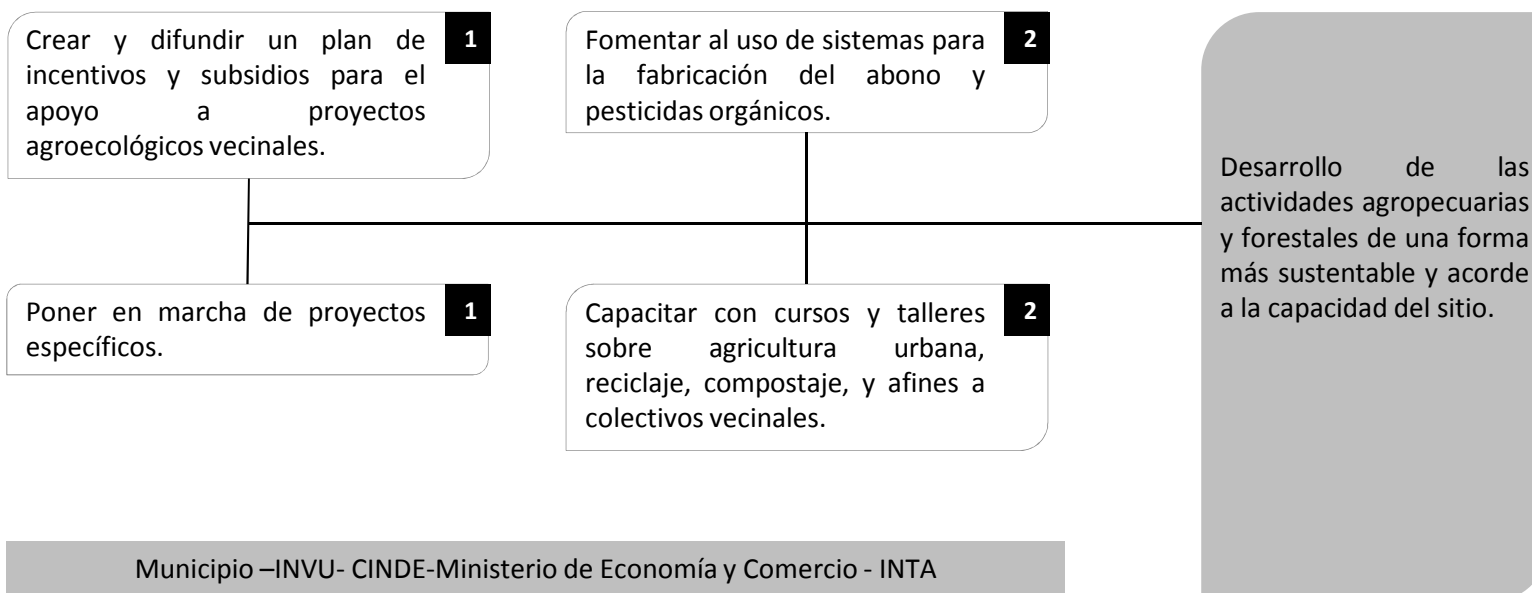 Crear y difundir un plan de
incentivos y subsidios para el
apoyo a proyectos
agroecológicos vecinales.
1
Fomentar al uso de sistemas para
la fabricación del abono y
pesticidas orgánicos.
2
Poner en marcha de proyectos
específicos.
1
Capacitar con cursos y talleres
sobre agricultura urbana,
reciclaje, compostaje, y afines a
colectivos vecinales.
2
Desarrollo de las
actividades agropecuarias
y forestales de una forma
más sustentable y acorde
a la capacidad del sitio.
Municipio –INVU- CINDE-Ministerio de Economía y Comercio - INTA